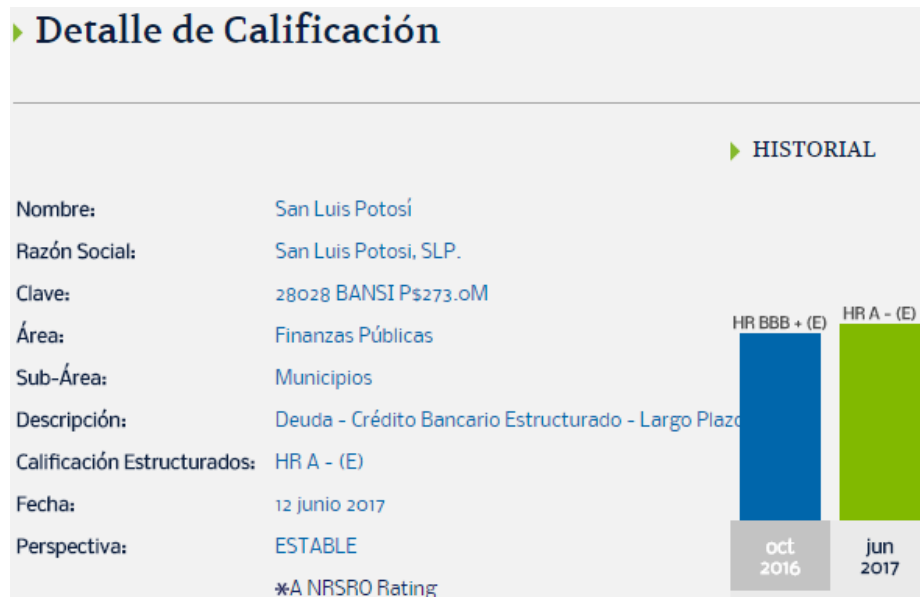 Detalle de Calificación
HISTORIAL
Nombre: San Luis Potosí
Razón Social: San Luis Potosi, SLP.
Clave: 28028 BANSI P$273.0M
Área: Finanzas Públicas
Sub-Área: Municipios
Descripción: Deuda - Crédito Bancario Estructurado - Largo Plazo
Calificación Estructurados: HR A - (E)
Fecha: 12 junio 2017
Perspectiva: ESTABLE
*A NRSRO Rating
HR BBB + (E) HR A - (E)
oct jun
2016 2017